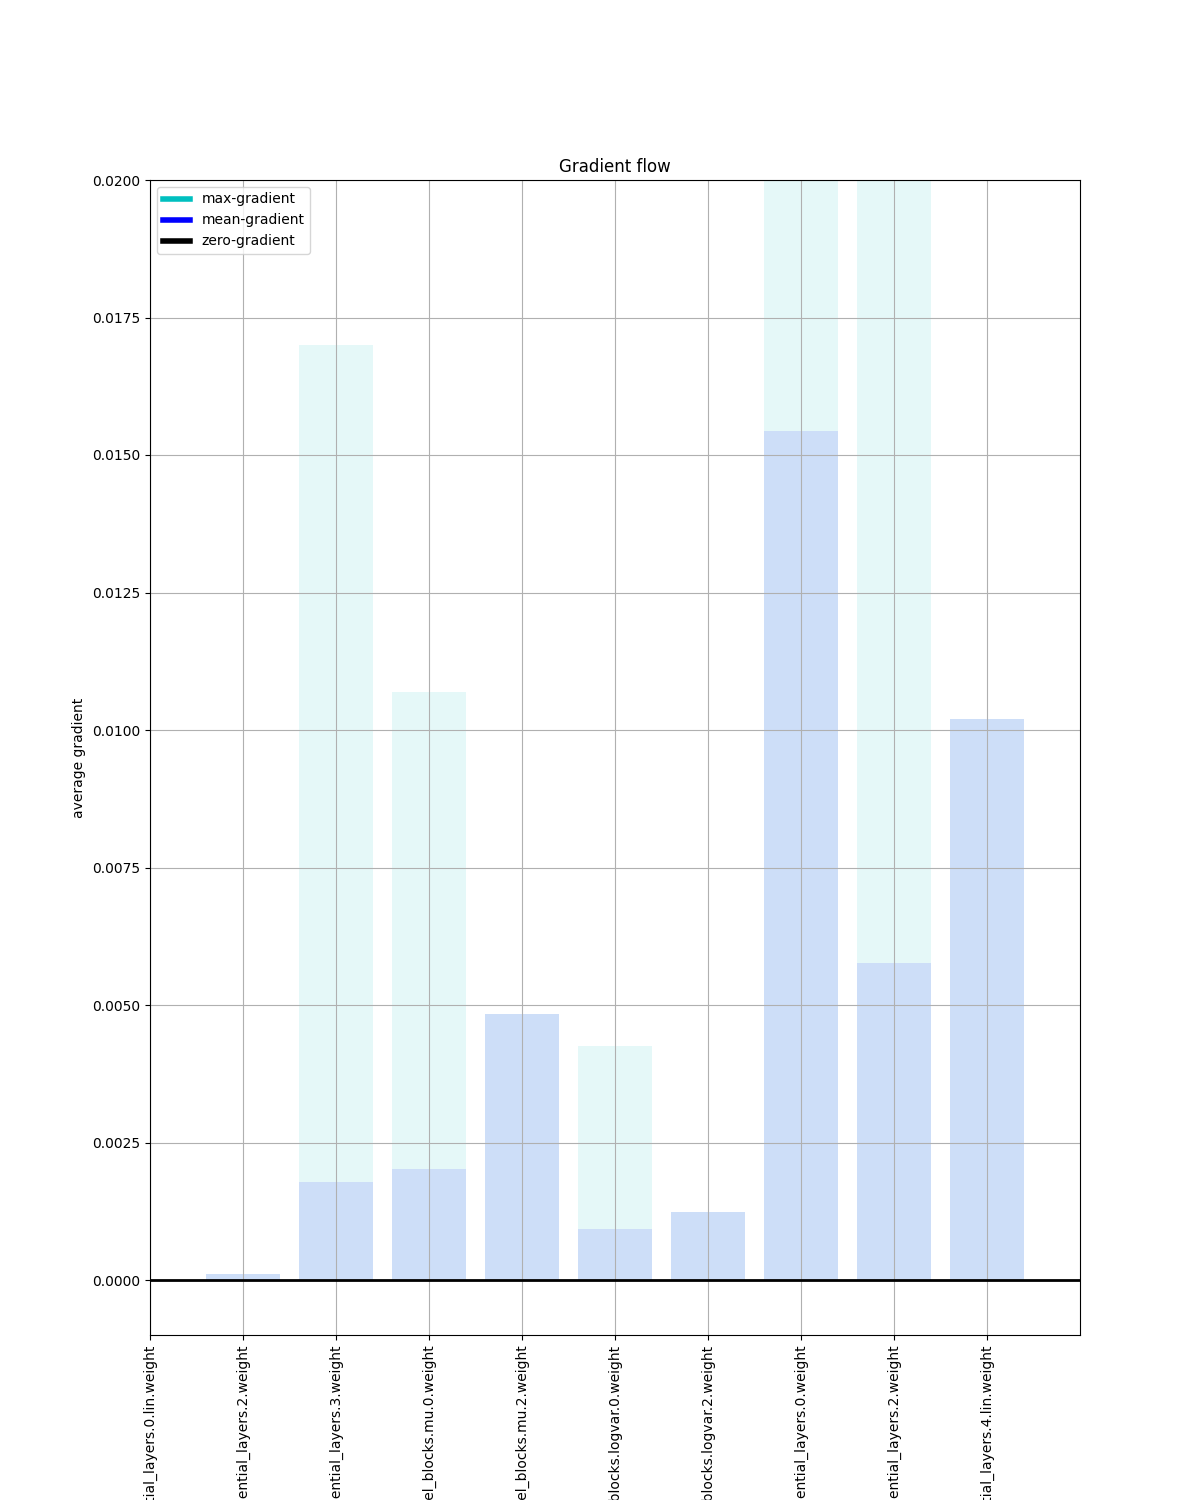 Gradient flow
max-gradient
mean-gradient
zero-gradient
0.0200
0.0175
0.0150
0.0125
0.0100
0.0075
0.0050
0.0025
0.0000
average gradient
tial_layers.0.lin.weight
ential_layers.2.weight
ential_layers.3.weight
el_blocks.mu.0.weight
el_blocks.mu.2.weight
blocks.logvar.0.weight
blocks.logvar.2.weight
ential_layers.0.weight
ential_layers.2.weight
tial_layers.4.lin.weight